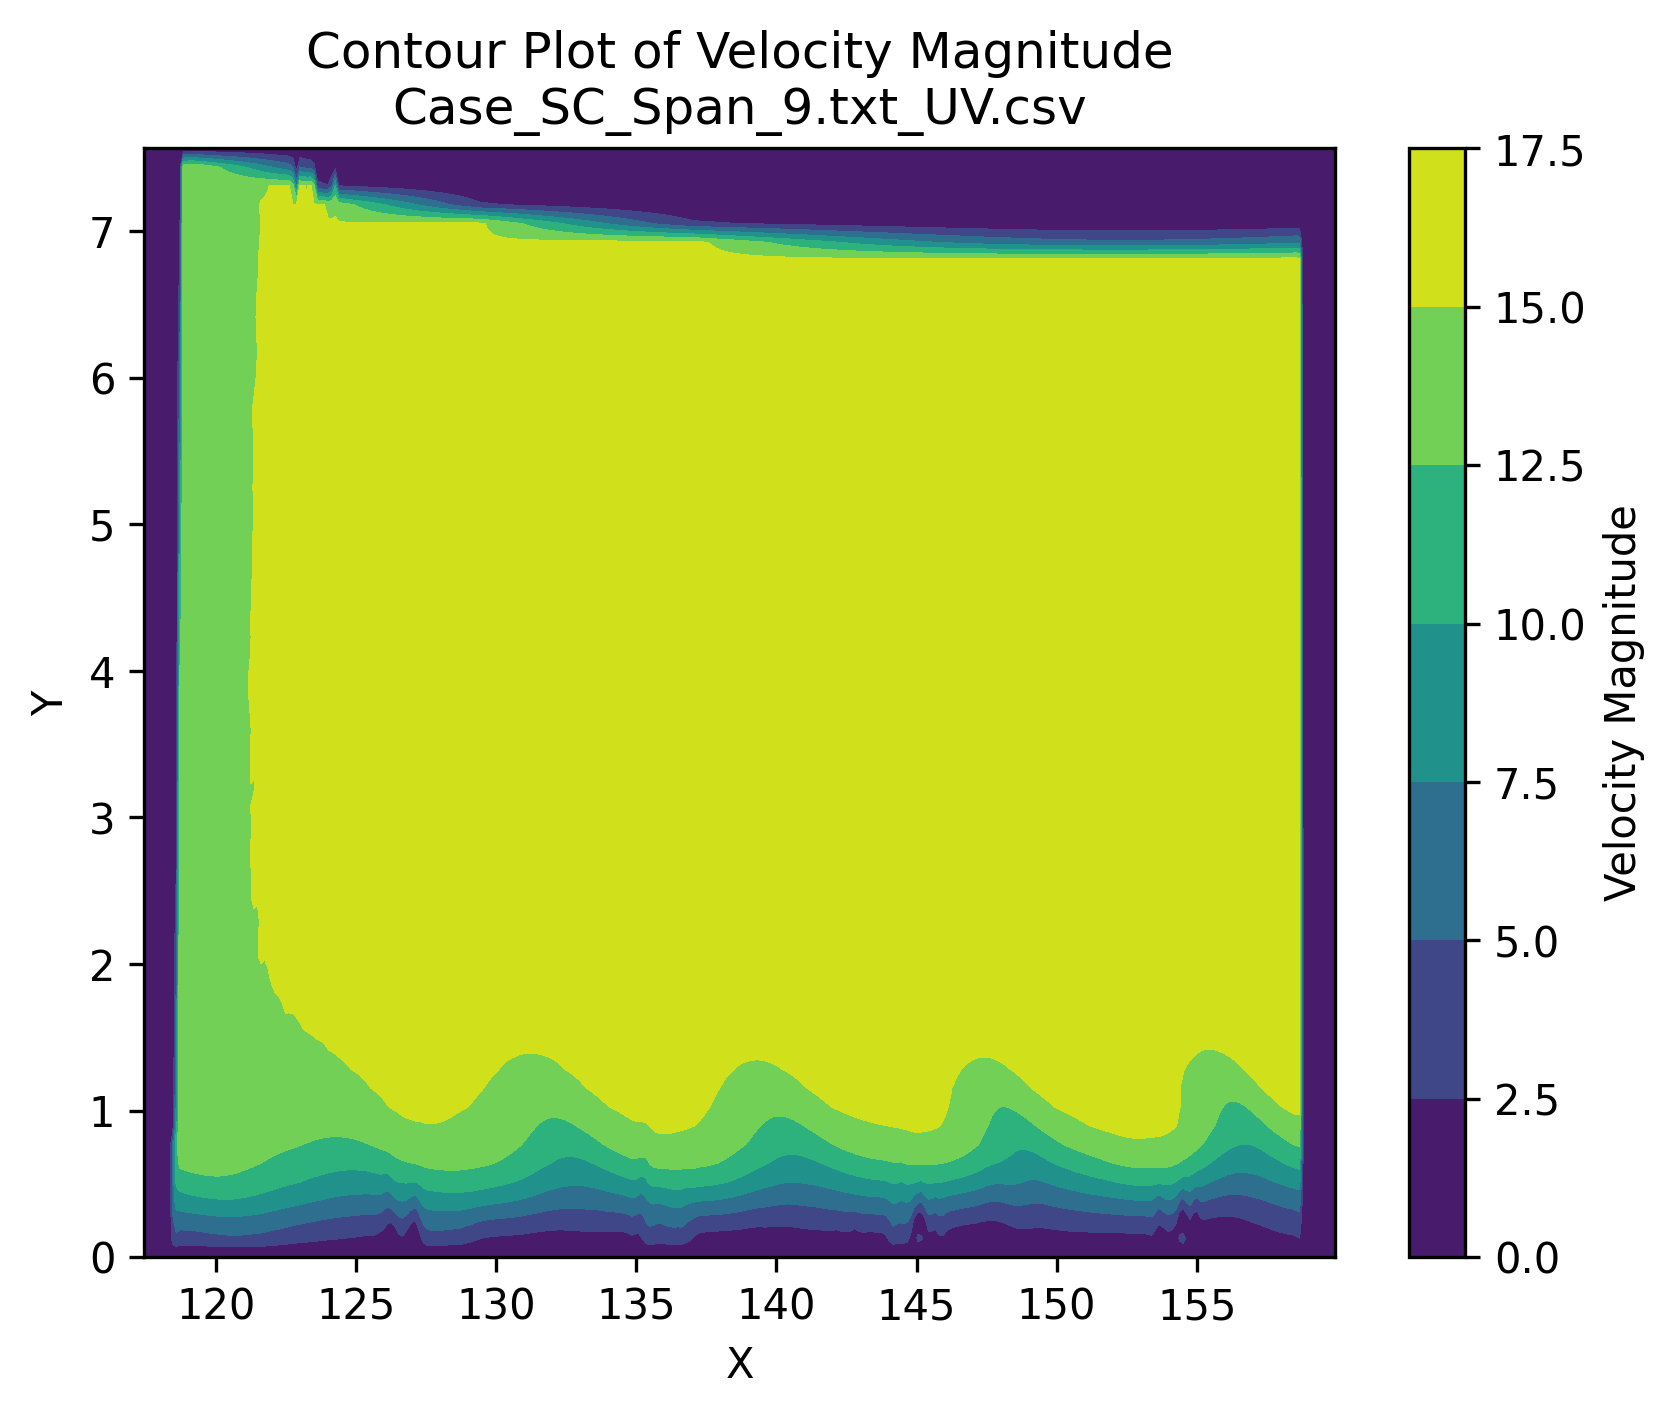 Contour Plot of Velocity Magnitude
Case_SC_Span_9.txt_UV.csv
7
6
5
4
3
2
1
0
Y
120 125 130 135 140 145 150 155
X
17.5
15.0
12.5
10.0
7.5
5.0
2.5
0.0
Velocity Magnitude